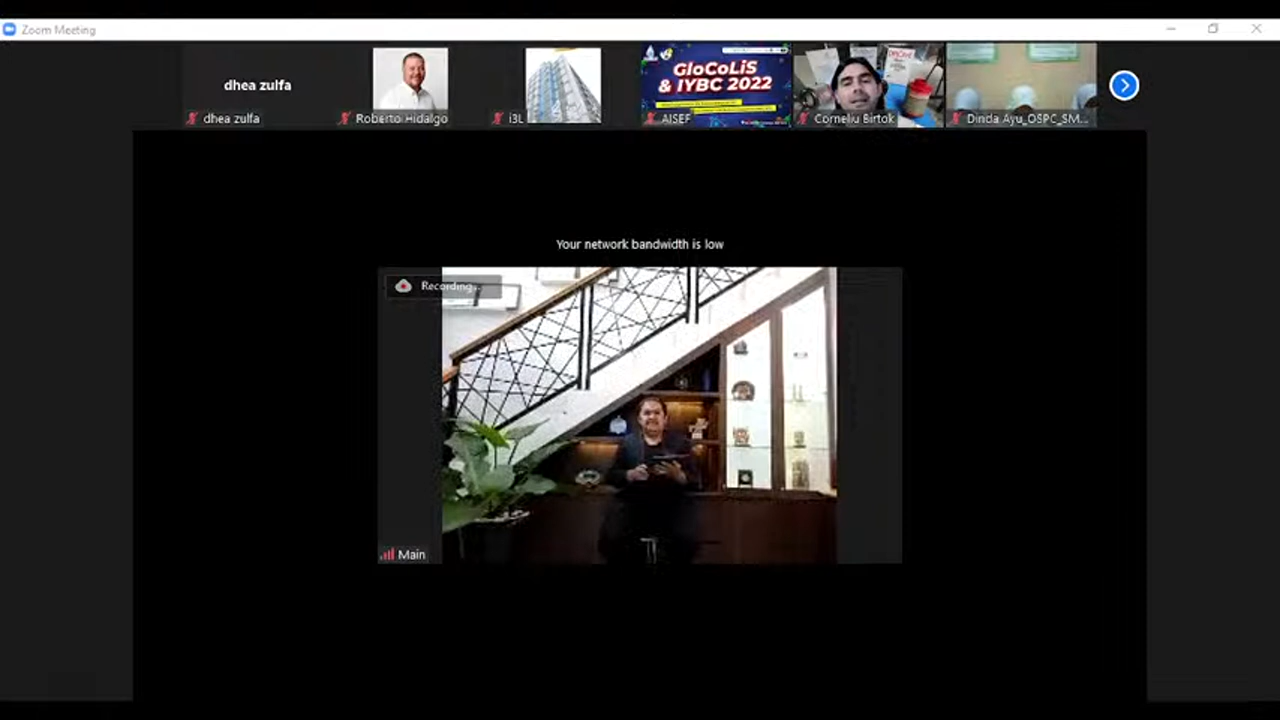 Zoom Meeting
dhea zulfa
dhea zulfa
Roberto Hidalgo
i3L
GloCoLiS
& IYBC 2022
AISEF
Corneliu Birtok
Dinda Ayu_OSPC_SM...
Your network bandwidth is low
Recording...
Main